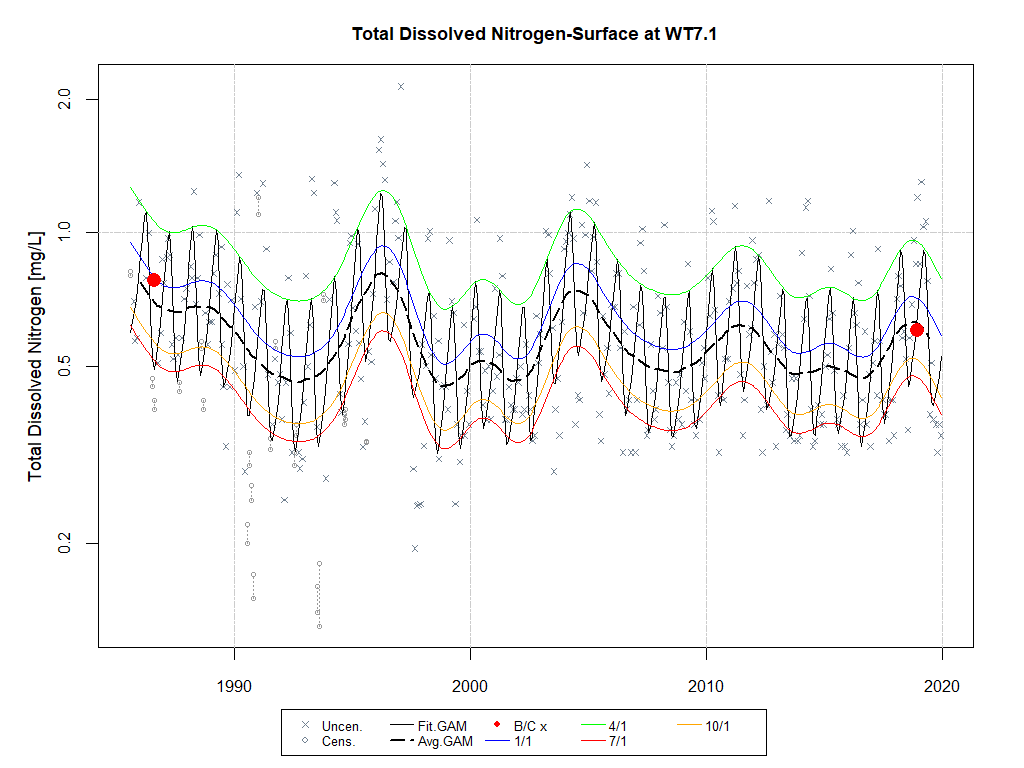 Total Dissolved Nitrogen-Surface at WT7.1
Total Dissolved Nitrogen [mg/L]
2.0
1.0
0.5
0.2
1990 2000 2010 2020
Uncen. Fit.GAM B/C x 4/1 10/1
Cens. Avg.GAM 1/1 7/1